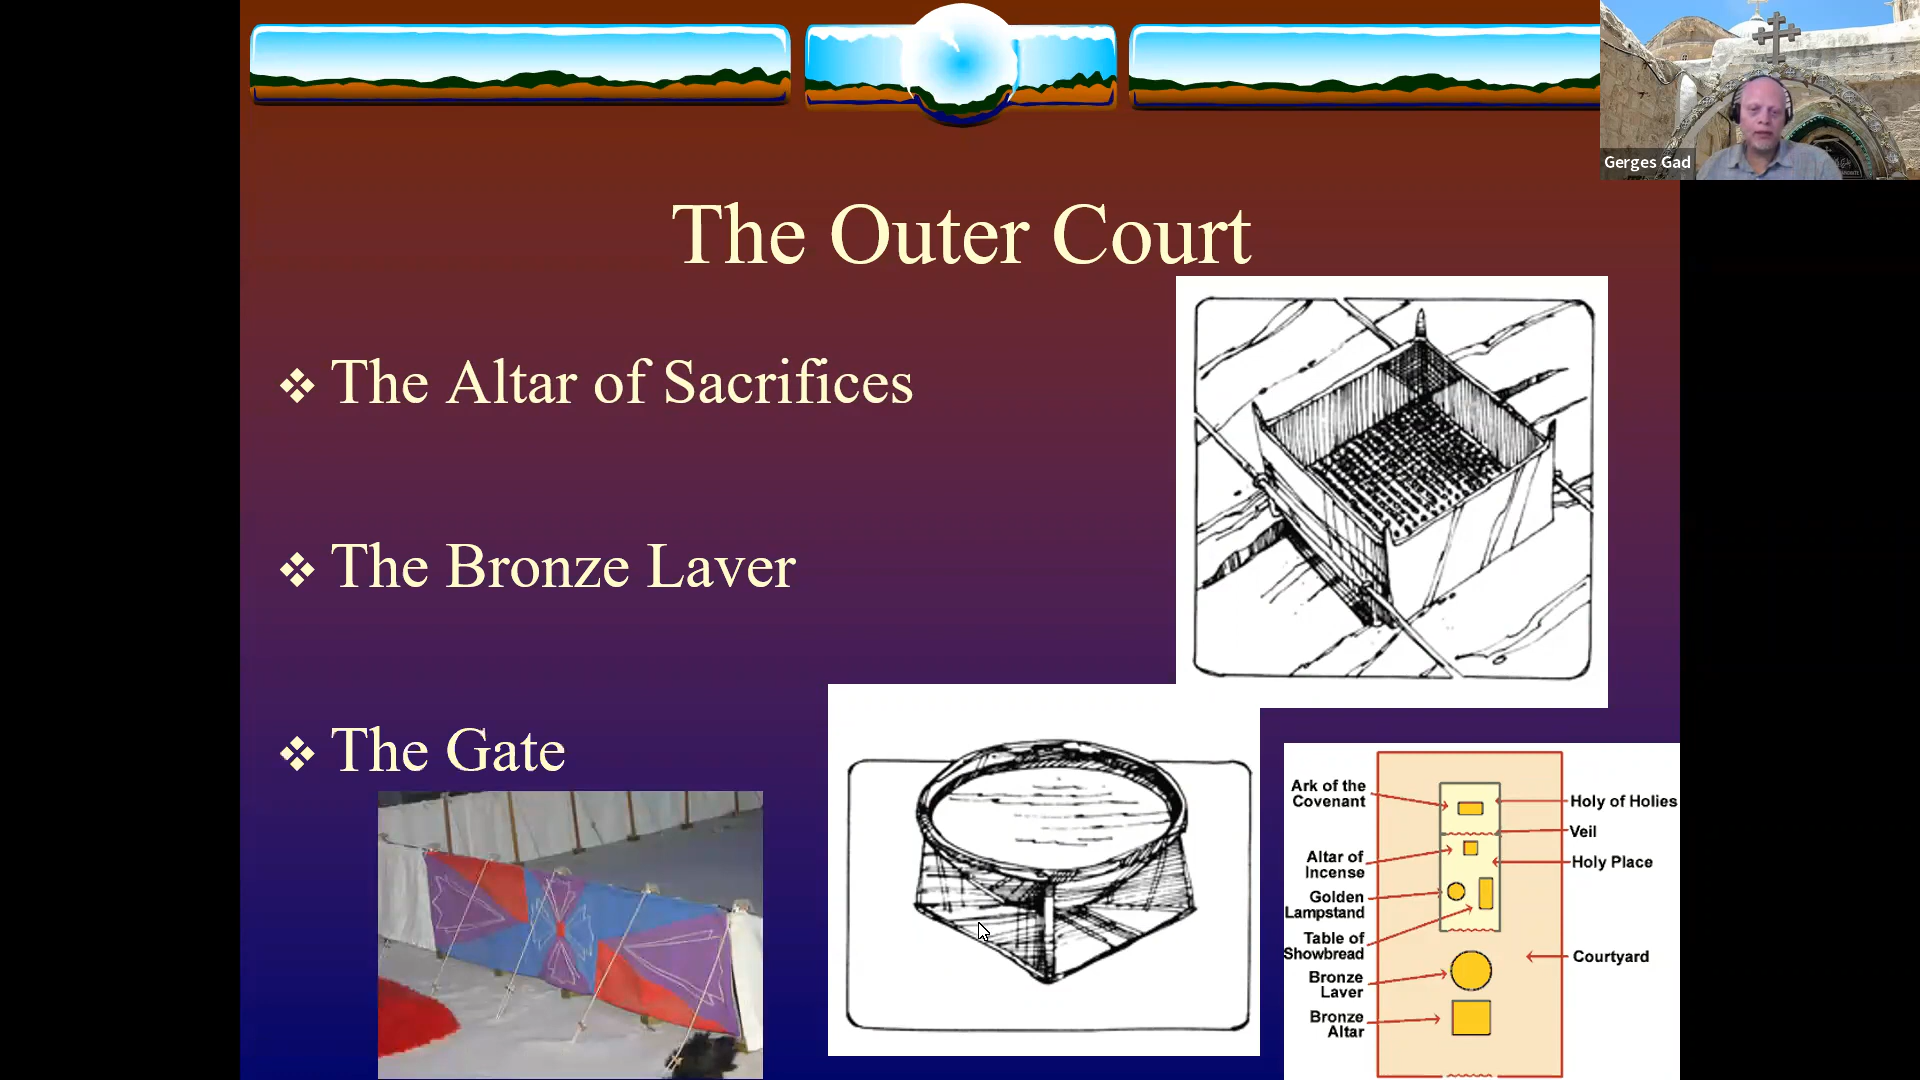 Gerges Gad
The Outer Court
❖ The Altar of Sacrifices
❖ The Bronze Laver
❖ The Gate
Ark of the
Covenant
Altar of
Incense
Golden
Lampstand
Table of
Showbread
Bronze
Laver
Bronze
Altar
Holy of Holies
Veil
Holy Place
Courtyard